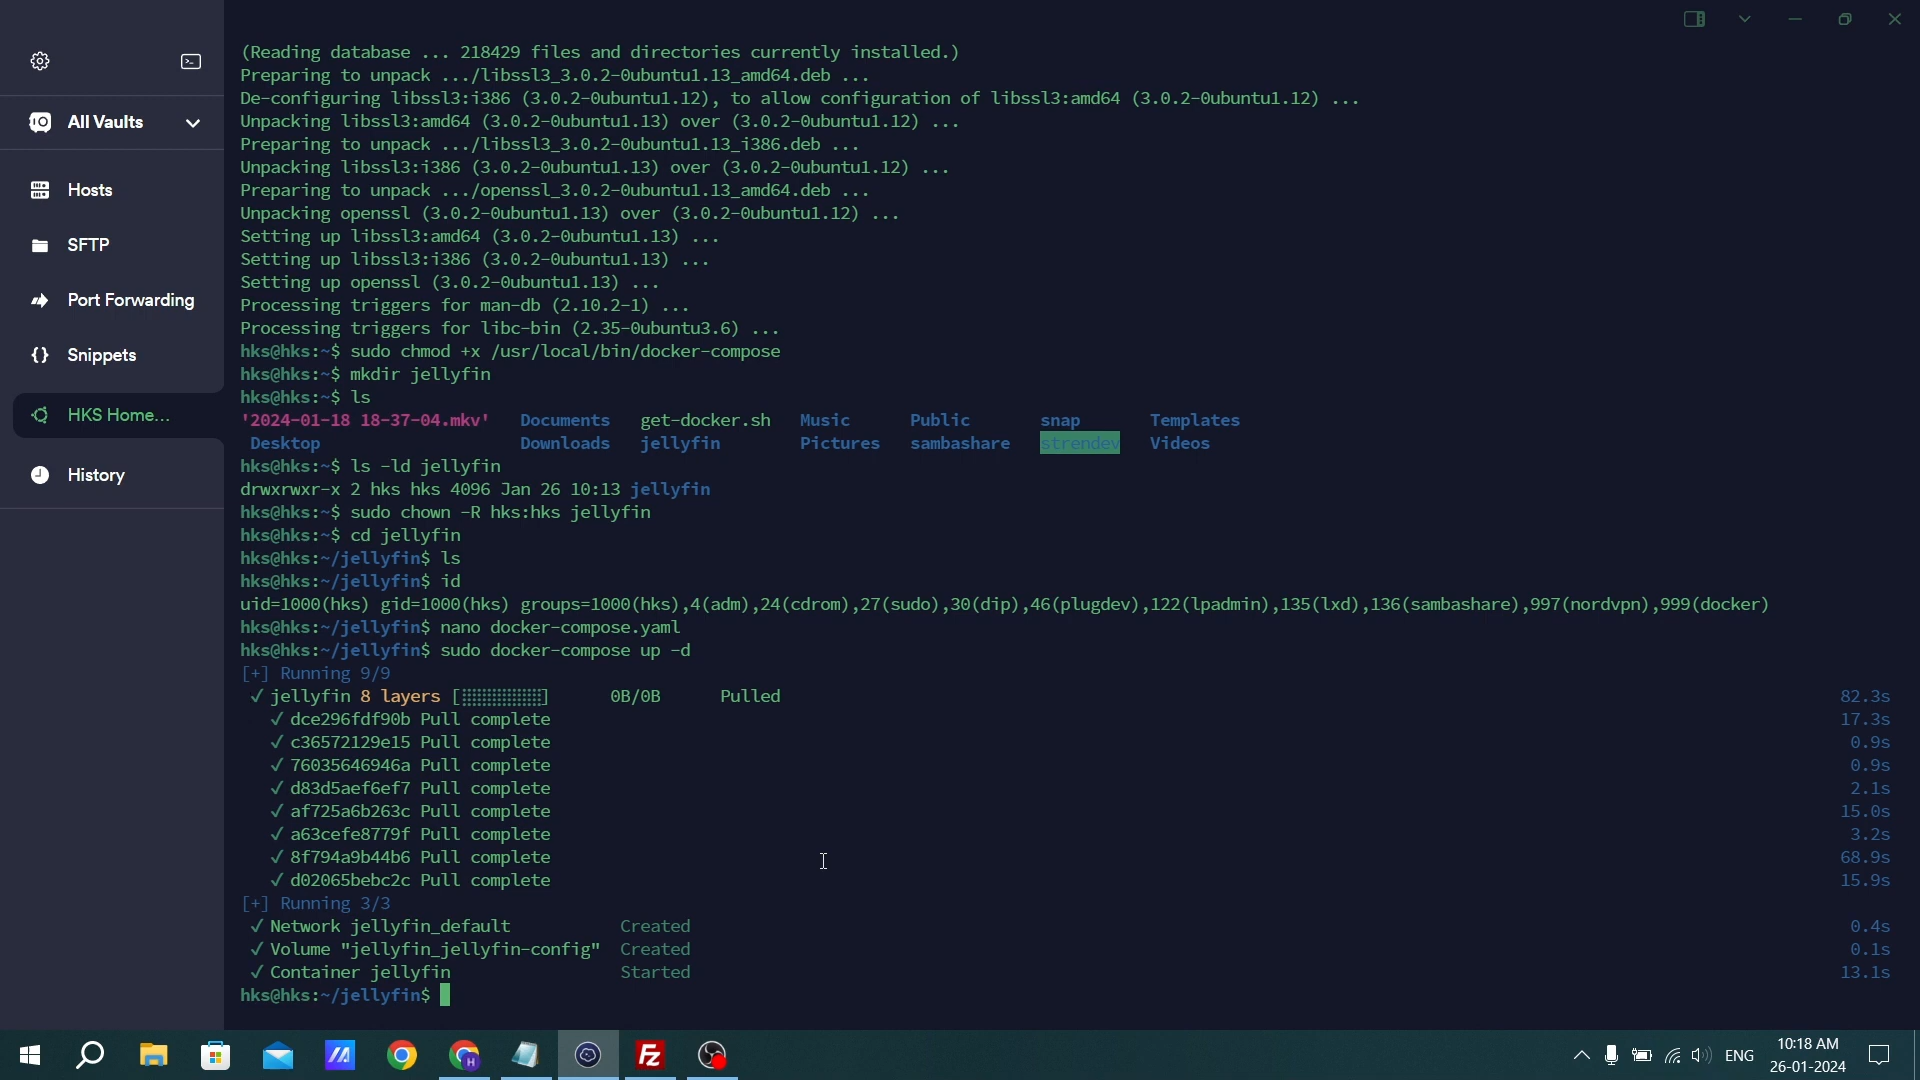 (Reading database ... 218429 files and directories currently installed.)
Preparing to unpack .../libssl3_3.0.2-0ubuntu1.13_amd64.deb ...
De-configuring libssl3:i386 (3.0.2-0ubuntu1.12), to allow configuration of libssl3:amd64 (3.0.2-0ubuntu1.12) ...
Unpacking libssl3:amd64 (3.0.2-0ubuntu1.13) over (3.0.2-0ubuntu1.12) ...
Preparing to unpack .../libssl3_3.0.2-0ubuntu1.13_i386.deb ...
Unpacking libssl3:i386 (3.0.2-0ubuntu1.13) over (3.0.2-0ubuntu1.12) ...
Preparing to unpack .../openssl_3.0.2-0ubuntu1.13_amd64.deb ...
Unpacking openssl (3.0.2-0ubuntu1.13) over (3.0.2-0ubuntu1.12) ...
Setting up libssl3:amd64 (3.0.2-0ubuntu1.13) ...
Setting up libssl3:i386 (3.0.2-0ubuntu1.13) ...
Setting up openssl (3.0.2-0ubuntu1.13) ...
Processing triggers for man-db (2.10.2-1) ...
Processing triggers for libc-bin (2.35-0ubuntu3.6) ...
hks@hks:~$ sudo chmod +x /usr/local/bin/docker-compose
hks@hks:~$ mkdir jellyfin
hks@hks:~$ ls
'2024-01-18 18-37-04.mkv' Documents get-docker.sh Music Public snap Templates
Desktop Downloads jellyfin Pictures sambashare strendev Videos
hks@hks:~$ ls -ld jellyfin
drwxrwxr-x 2 hks hks 4096 Jan 26 10:13 jellyfin
hks@hks:~$ sudo chown -R hks:hks jellyfin
hks@hks:~$ cd jellyfin
hks@hks:~/jellyfin$ ls
hks@hks:~/jellyfin$ id
uid=1000(hks) gid=1000(hks) groups=1000(hks),4(adm),24(cdrom),27(sudo),30(dip),46(plugdev),122(lpadmin),135(lxd),136(sambashare),997(nordvpn),999(docker)
hks@hks:~/jellyfin$ nano docker-compose.yaml
hks@hks:~/jellyfin$ sudo docker-compose up -d
[+] Running 9/9
✓ jellyfin 8 layers [⣿⣿⣿⣿⣿⣿⣿⣿] 0B/0B Pulled 82.3s
✓ dce296fdf90b Pull complete 17.3s
✓ c36572129e15 Pull complete 0.9s
✓ 76035646946a Pull complete 0.9s
✓ d83d5aef6ef7 Pull complete 2.1s
✓ af725a6b263c Pull complete 15.0s
✓ a63cefe8779f Pull complete 3.2s
✓ 8f794a9b44b6 Pull complete 68.9s
✓ d02065bebc2c Pull complete 15.9s
[+] Running 3/3
✓ Network jellyfin_default Created 0.4s
✓ Volume "jellyfin_jellyfin-config" Created 0.1s
✓ Container jellyfin Started 13.1s
hks@hks:~/jellyfin$
All Vaults
Hosts
SFTP
Port Forwarding
Snippets
HKS Home...
History
ENG
10:18 AM
26-01-2024